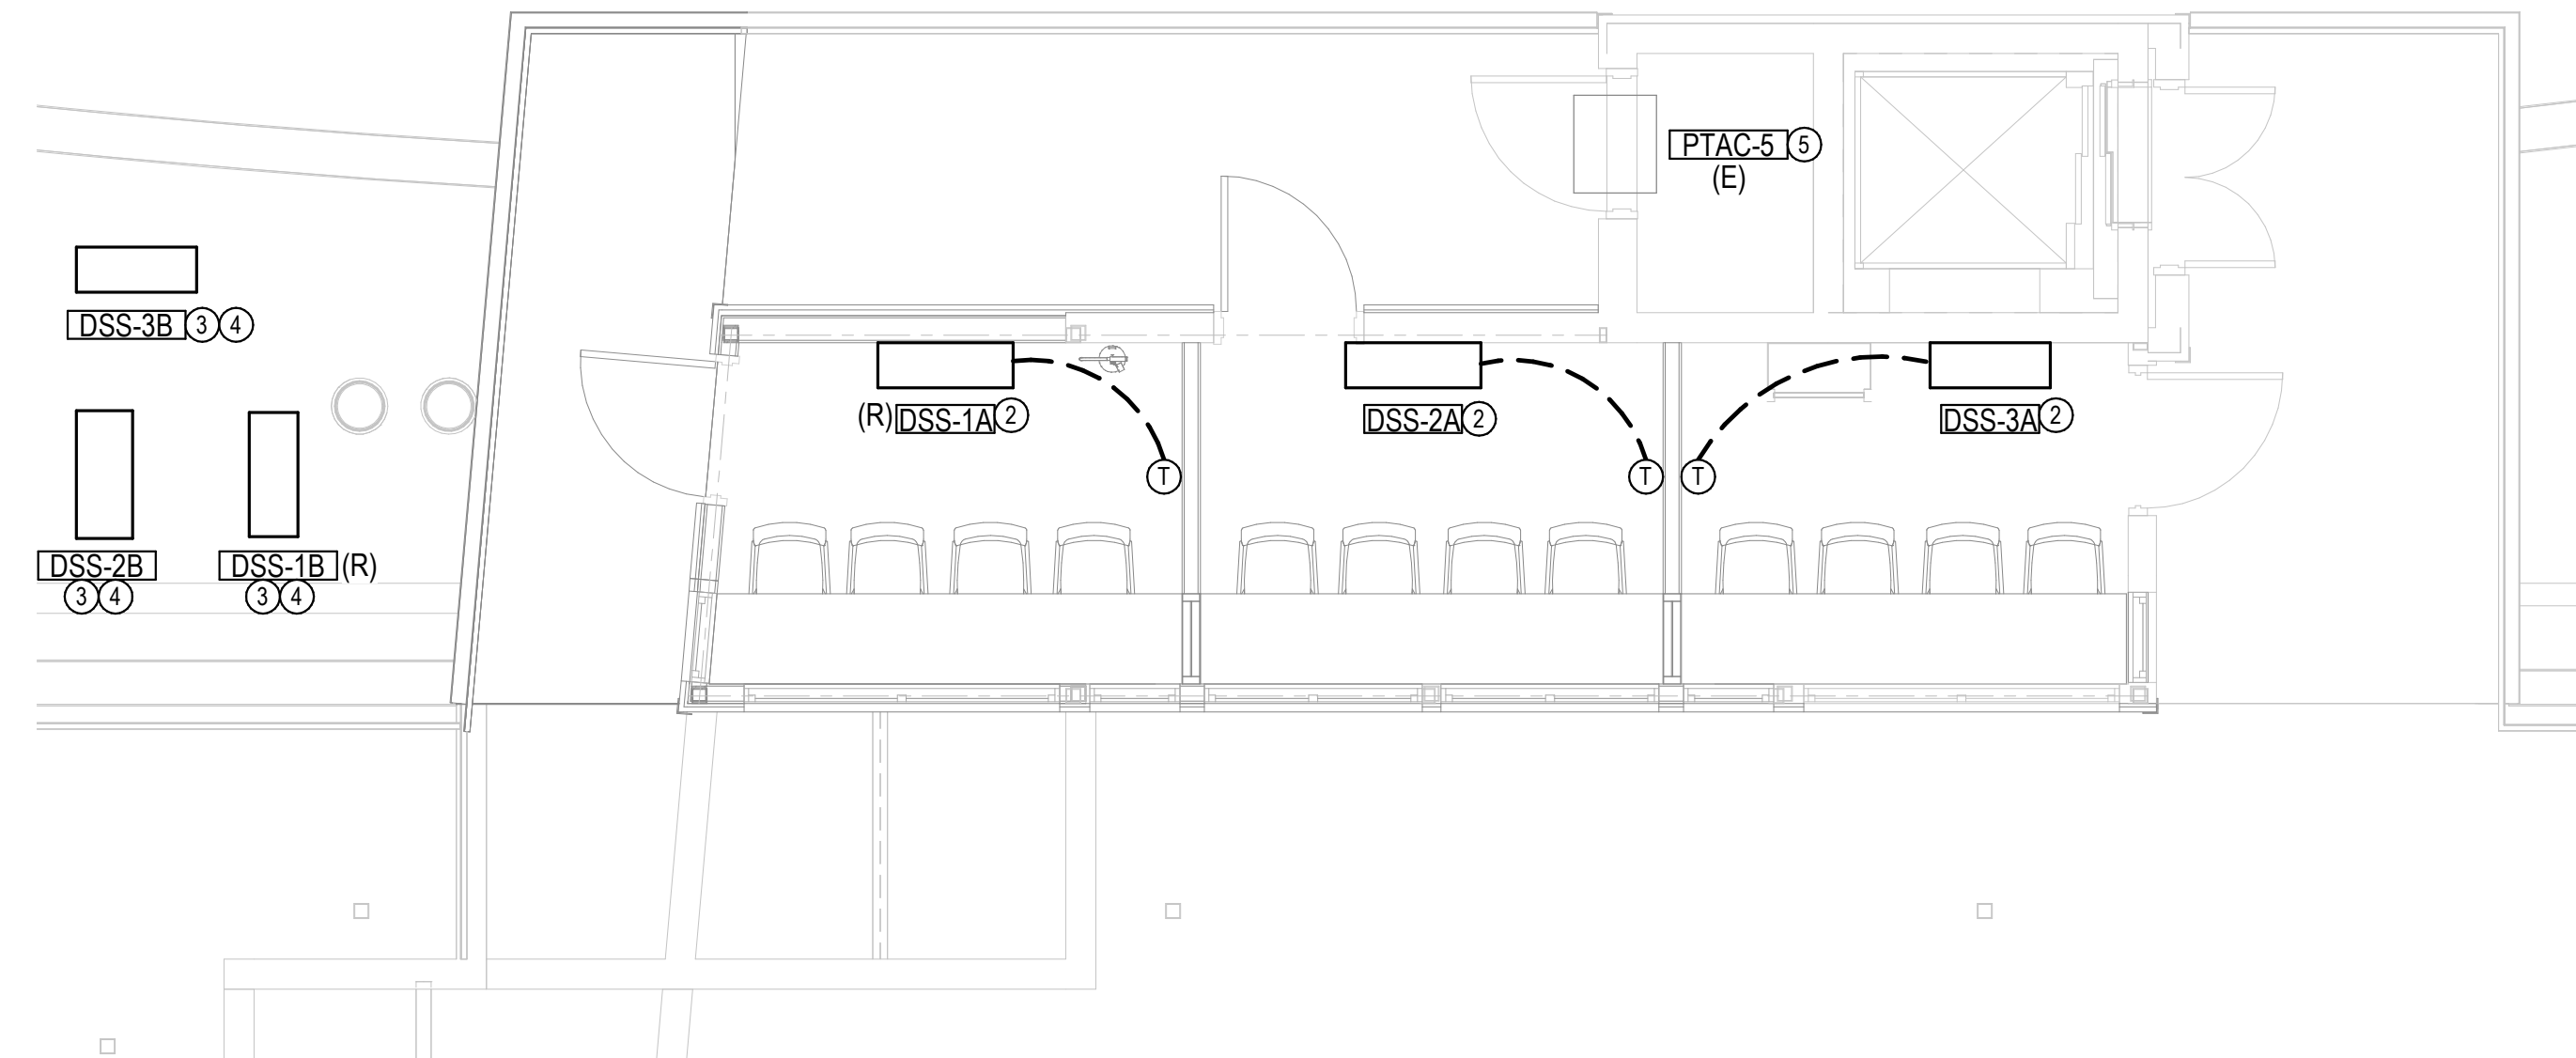 PTAC-5 5
(E)
DSS-3B 3 4
(R) DSS-1A 2
DSS-2A 2
DSS-3A 2
T
T
T
DSS-2B
3 4
DSS-1B (R)
3 4